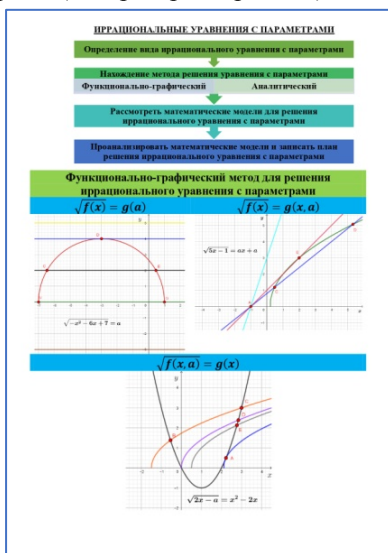 ИРРАЦИОНАЛЬНЫЕ УРАВНЕНИЯ С ПАРАМЕТРАМИ
Определение вида иррационального уравнения с параметрами
Нахождение метода решения уравнения с параметрами
Функционально-графический Аналитический
Рассмотреть математические модели для решения
иррационального уравнения с параметрами
Проанализировать математические модели и записать план
решения иррационального уравнения с параметрами
Функционально-графический метод для решения
иррационального уравнения с параметрами
√f(x) = g(a) √f(x) = g(x, a)
√5x − 1 = ax + a
√−x² − 6x + 7 = a
√f(x, a) = g(x)
√2x − a = x² − 2x